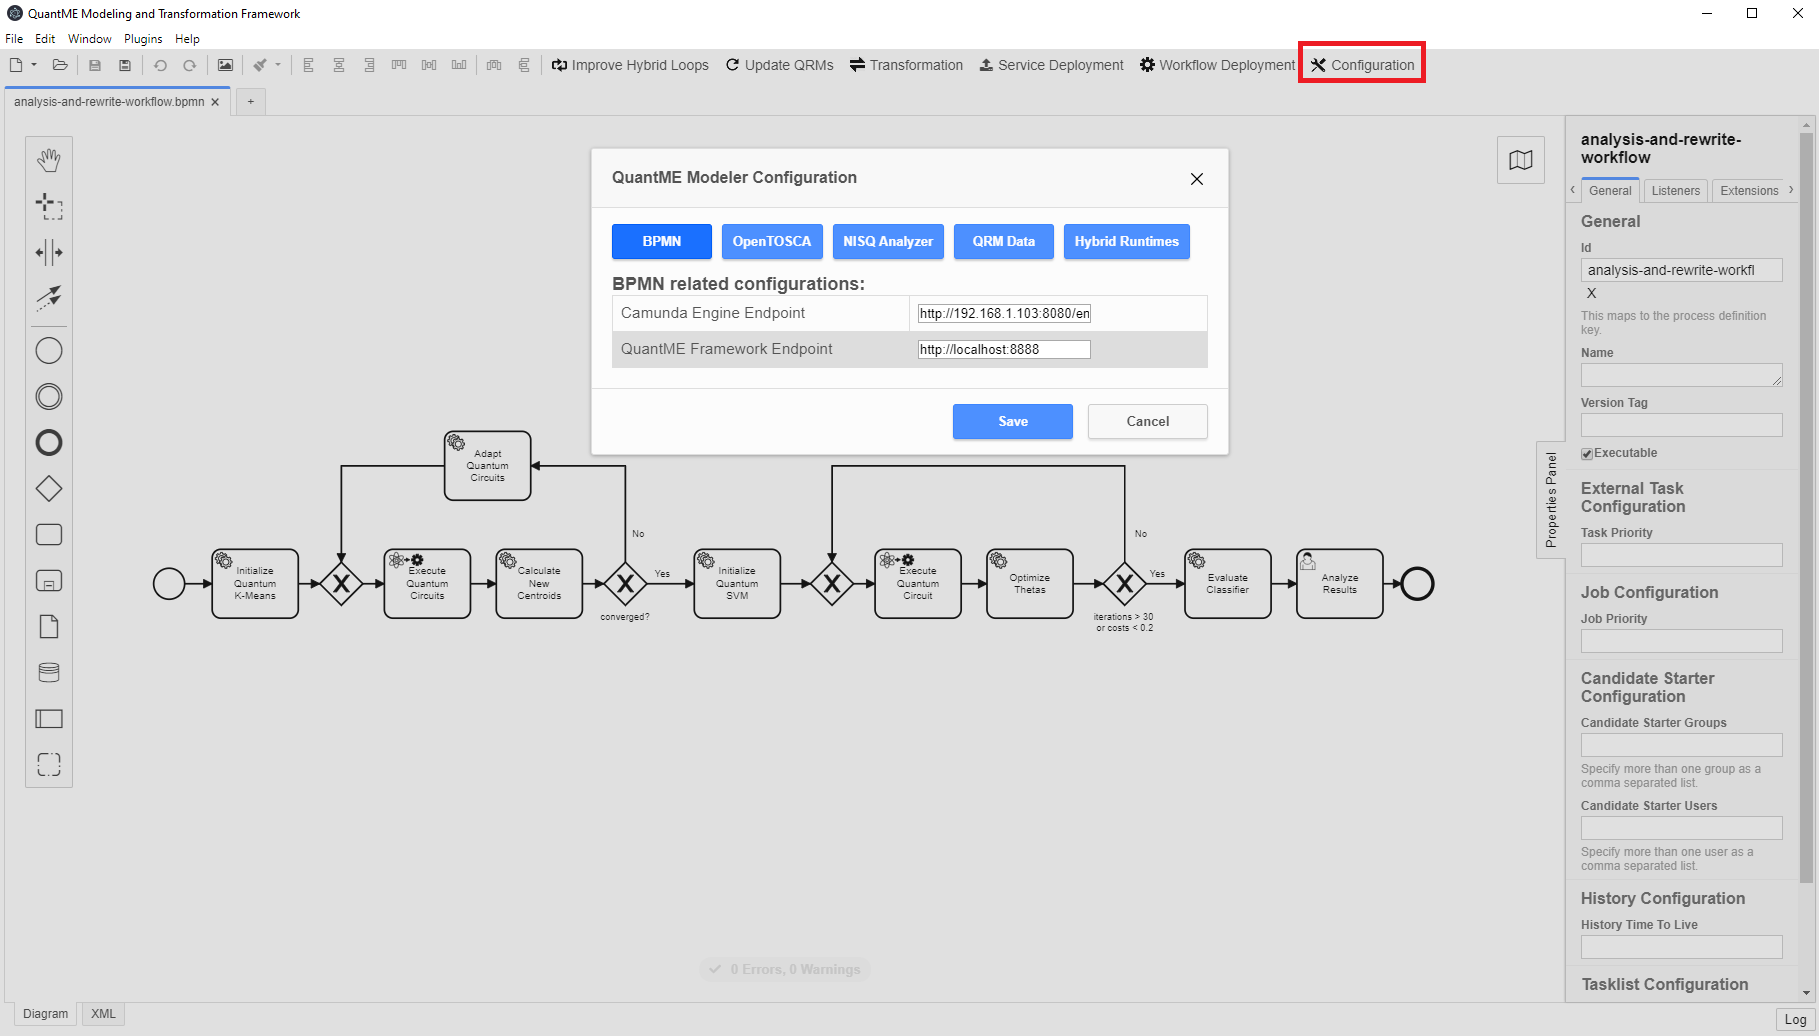 QuantME Modeling and Transformation Framework
File Edit Window Plugins Help
Improve Hybrid Loops Update QRMs Transformation Service Deployment Workflow Deployment Configuration
analysis-and-rewrite-workflow.bpmn
+
QuantME Modeler Configuration
BPMN OpenTOSCA NISQ Analyzer QRM Data Hybrid Runtimes
BPMN related configurations:
Camunda Engine Endpoint http://192.168.1.103:8080/en
QuantME Framework Endpoint http://localhost:8888
Save Cancel
Adapt
Quantum
Circuits
No
No
Initialize
Quantum
K-Means
Execute
Quantum
Circuits
Calculate
New
Centroids
converged?
Yes
Initialize
Quantum
SVM
Execute
Quantum
Circuit
Optimize
Thetas
iterations > 30
or costs < 0.2
Yes
Evaluate
Classifier
Analyze
Results
0 Errors, 0 Warnings
Properties Panel
analysis-and-rewrite-
workflow
General Listeners Extensions
General
Id
analysis-and-rewrite-workfl
X
This maps to the process definition
key.
Name
Version Tag
Executable
External Task
Configuration
Task Priority
Job Configuration
Job Priority
Candidate Starter
Configuration
Candidate Starter Groups
Specify more than one group as a
comma separated list.
Candidate Starter Users
Specify more than one user as a
comma separated list.
History Configuration
History Time To Live
Tasklist Configuration
Diagram XML
Log